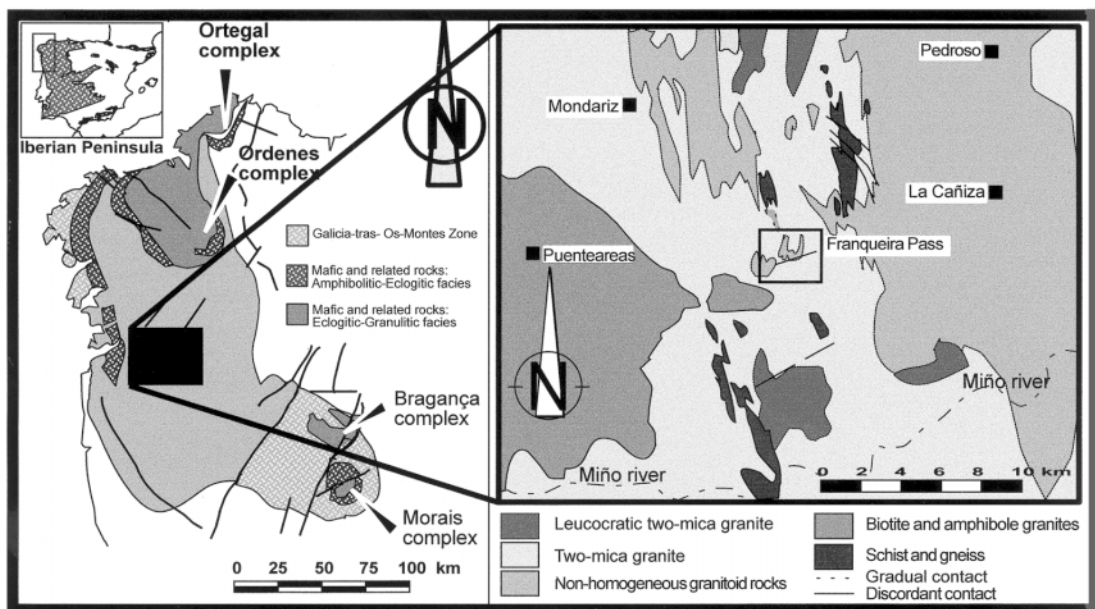 Iberian Peninsula
Ortegal
complex
Ordenes
complex
N
Galicia-tras- Os-Montes Zone
Mafic and related rocks:
Amphibolitic-Eclogitic facies
Mafic and related rocks:
Eclogitic-Granulitic facies
Bragança
complex
Morais
complex
0 25 50 75 100 km
Pedroso
Mondariz
La Cañiza
Franqueira Pass
Puenteareas
N
Miño river
Miño river
0 2 4 6 8 10 km
Leucocratic two-mica granite
Two-mica granite
Non-homogeneous granitoid rocks
Biotite and amphibole granites
Schist and gneiss
Gradual contact
Discordant contact